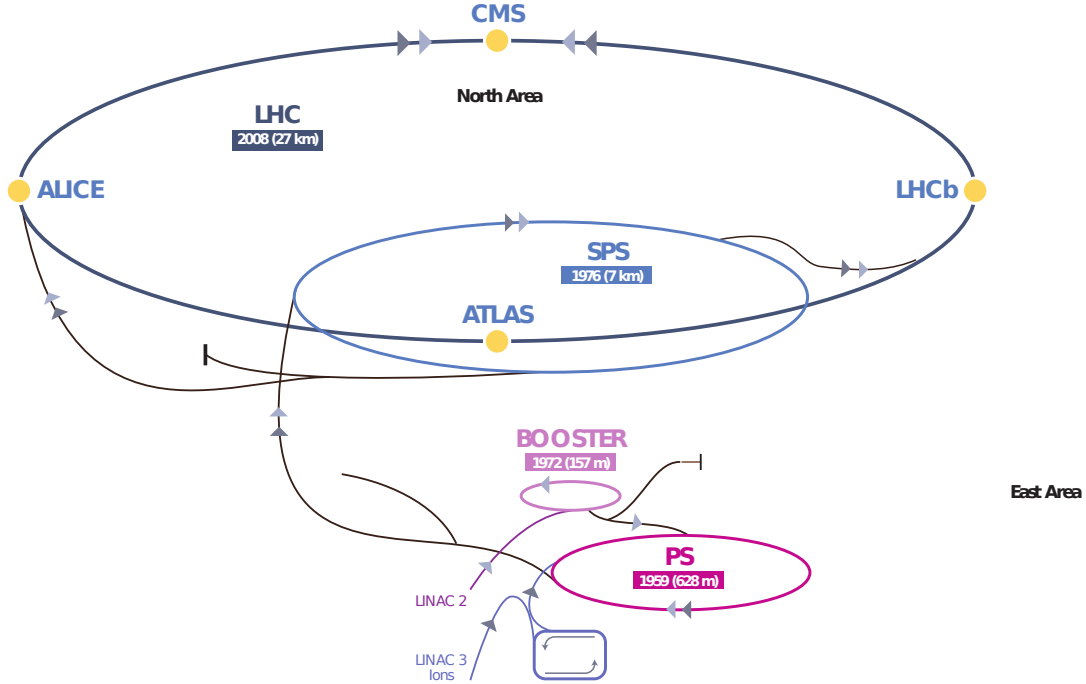 CMS
North Area
LHC
2008 (27 km)
ALICE
LHCb
SPS
1976 (7 km)
ATLAS
BOOSTER
1972 (157 m)
East Area
PS
1959 (628 m)
LINAC 2
LINAC 3
Ions